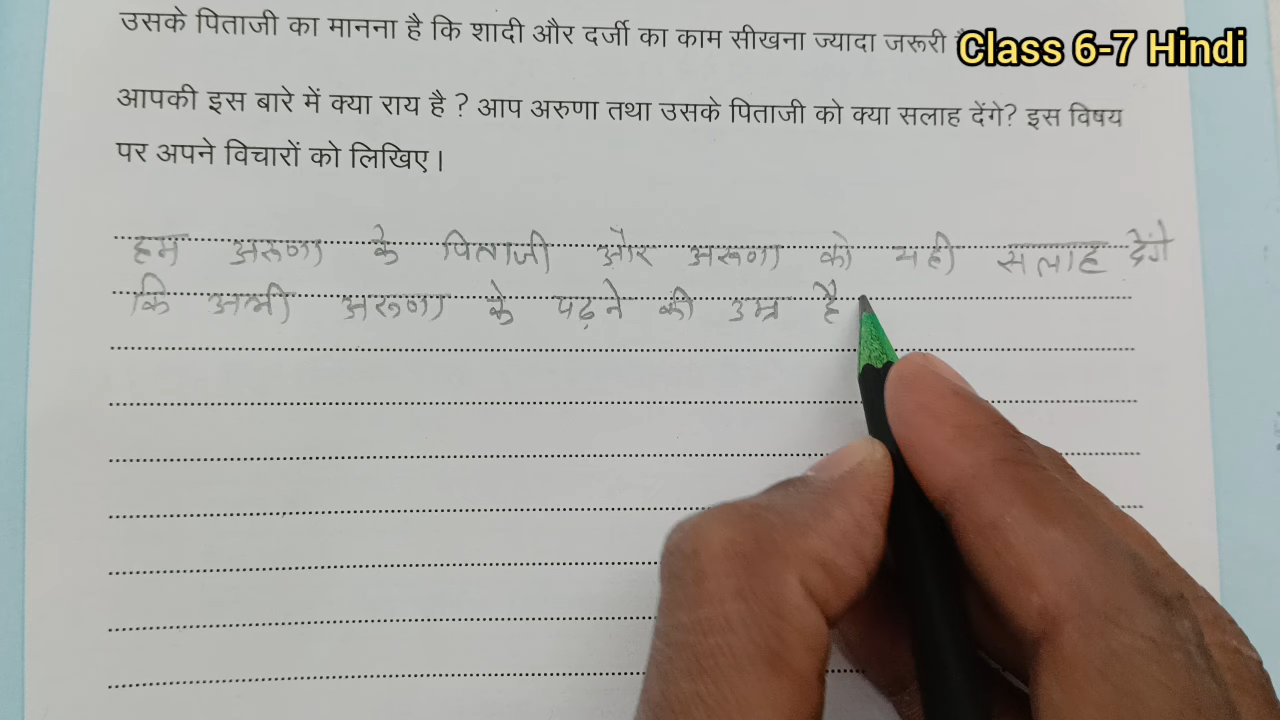 उसके पिताजी का मानना है कि शादी और दर्जी का काम सीखना ज्यादा जरूरी
Class 6-7 Hindi
आपकी इस बारे में क्या राय है ? आप अरुणा तथा उसके पिताजी को क्या सलाह देंगे? इस विषय
पर अपने विचारों को लिखिए।
हम अरूणा के पिताजी और अरूणा को यही सलाह देंगे
कि अभी अरूणा के पढ़ने की उम्र है